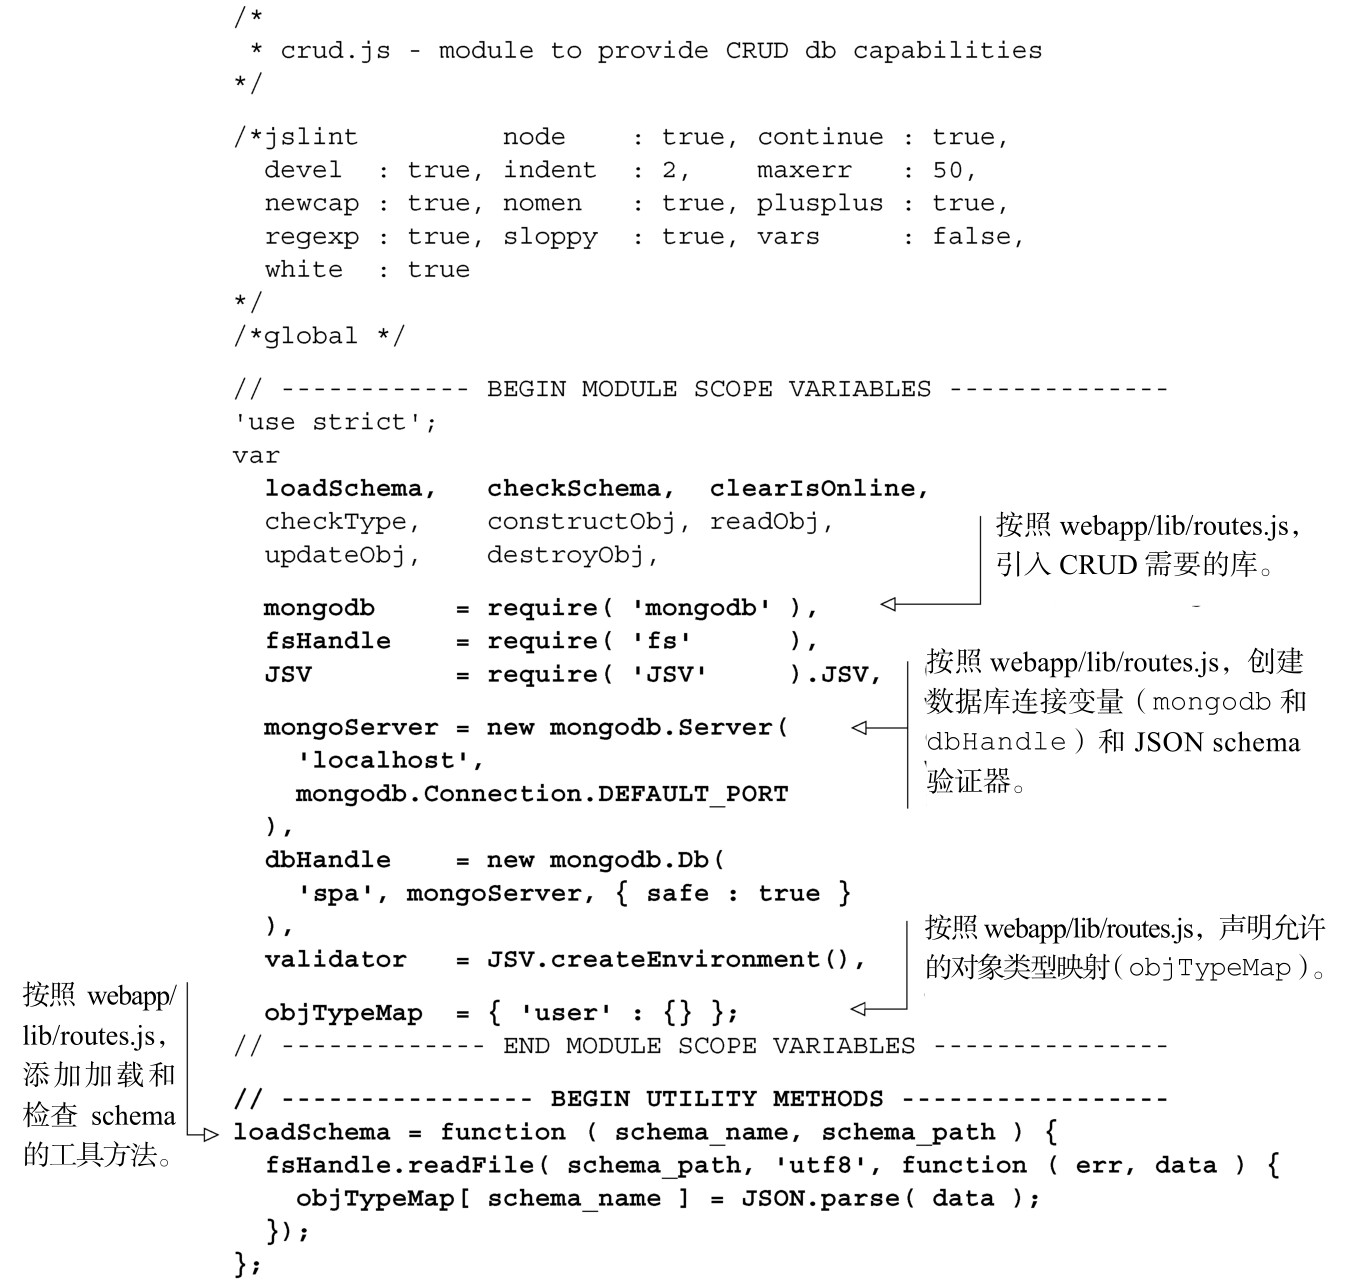 /*
 * crud.js - module to provide CRUD db capabilities
*/
/*jslint         node    : true, continue : true,
  devel  : true, indent  : 2,    maxerr   : 50,
  newcap : true, nomen   : true, plusplus : true,
  regexp : true, sloppy  : true, vars     : false,
  white  : true
*/
/*global */
// ------------ BEGIN MODULE SCOPE VARIABLES --------------
'use strict';
var
  loadSchema,   checkSchema,  clearIsOnline,
  checkType,    constructObj, readObj,
  updateObj,    destroyObj,
按照 webapp/lib/routes.js,
引入 CRUD 需要的库。
  mongodb     = require( 'mongodb' ),
  fsHandle    = require( 'fs'      ),
  JSV         = require( 'JSV'     ).JSV,
按照 webapp/lib/routes.js, 创建
数据库连接变量（mongodb 和
dbHandle）和 JSON schema
验证器。
  mongoServer = new mongodb.Server(
    'localhost',
    mongodb.Connection.DEFAULT_PORT
  ),
  dbHandle    = new mongodb.Db(
    'spa', mongoServer, { safe : true }
  ),
  validator   = JSV.createEnvironment(),
按照 webapp/lib/routes.js, 声明允许
的对象类型映射(objTypeMap)。
  objTypeMap  = { 'user' : {} };
// ------------- END MODULE SCOPE VARIABLES ---------------
按照 webapp/
lib/routes.js,
添加加载和
检查 schema
的工具方法。
// ---------------- BEGIN UTILITY METHODS -----------------
loadSchema = function ( schema_name, schema_path ) {
  fsHandle.readFile( schema_path, 'utf8', function ( err, data ) {
    objTypeMap[ schema_name ] = JSON.parse( data );
  });
};